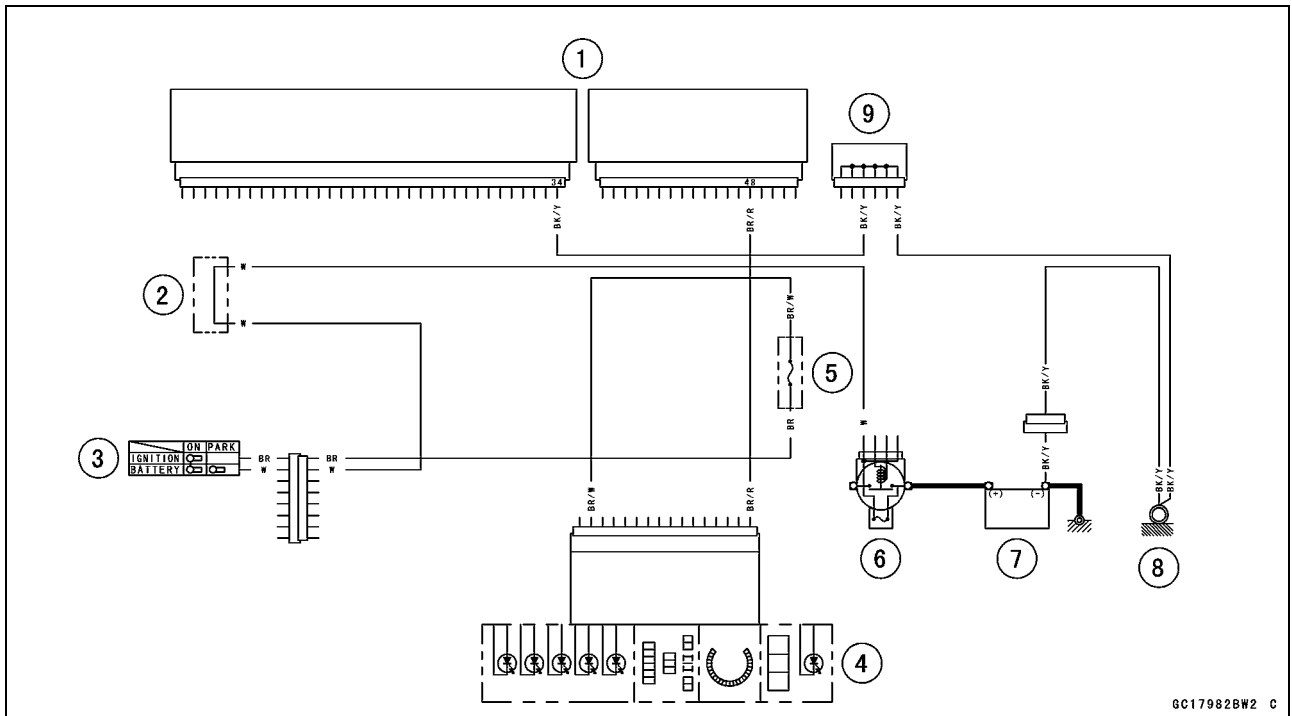 1
9
34
48
BK/Y
BR/R
BK/Y
BK/Y
W
2
W
BR/W
5
BK/Y
BR
W
3
ON PARK
IGNITION
BATTERY
BR
W
BR
W
BR/W
BR/R
BK/Y
BK/Y
BK/Y
(+)
(-)
6
7
8
4
GC17982BW2 C